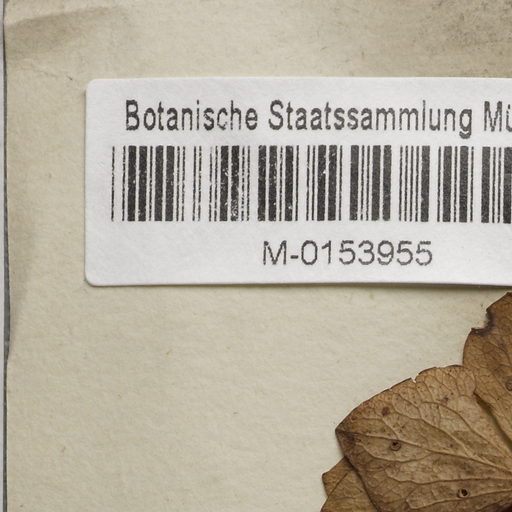 Botanische Staatssammlung Mü
M-0153955